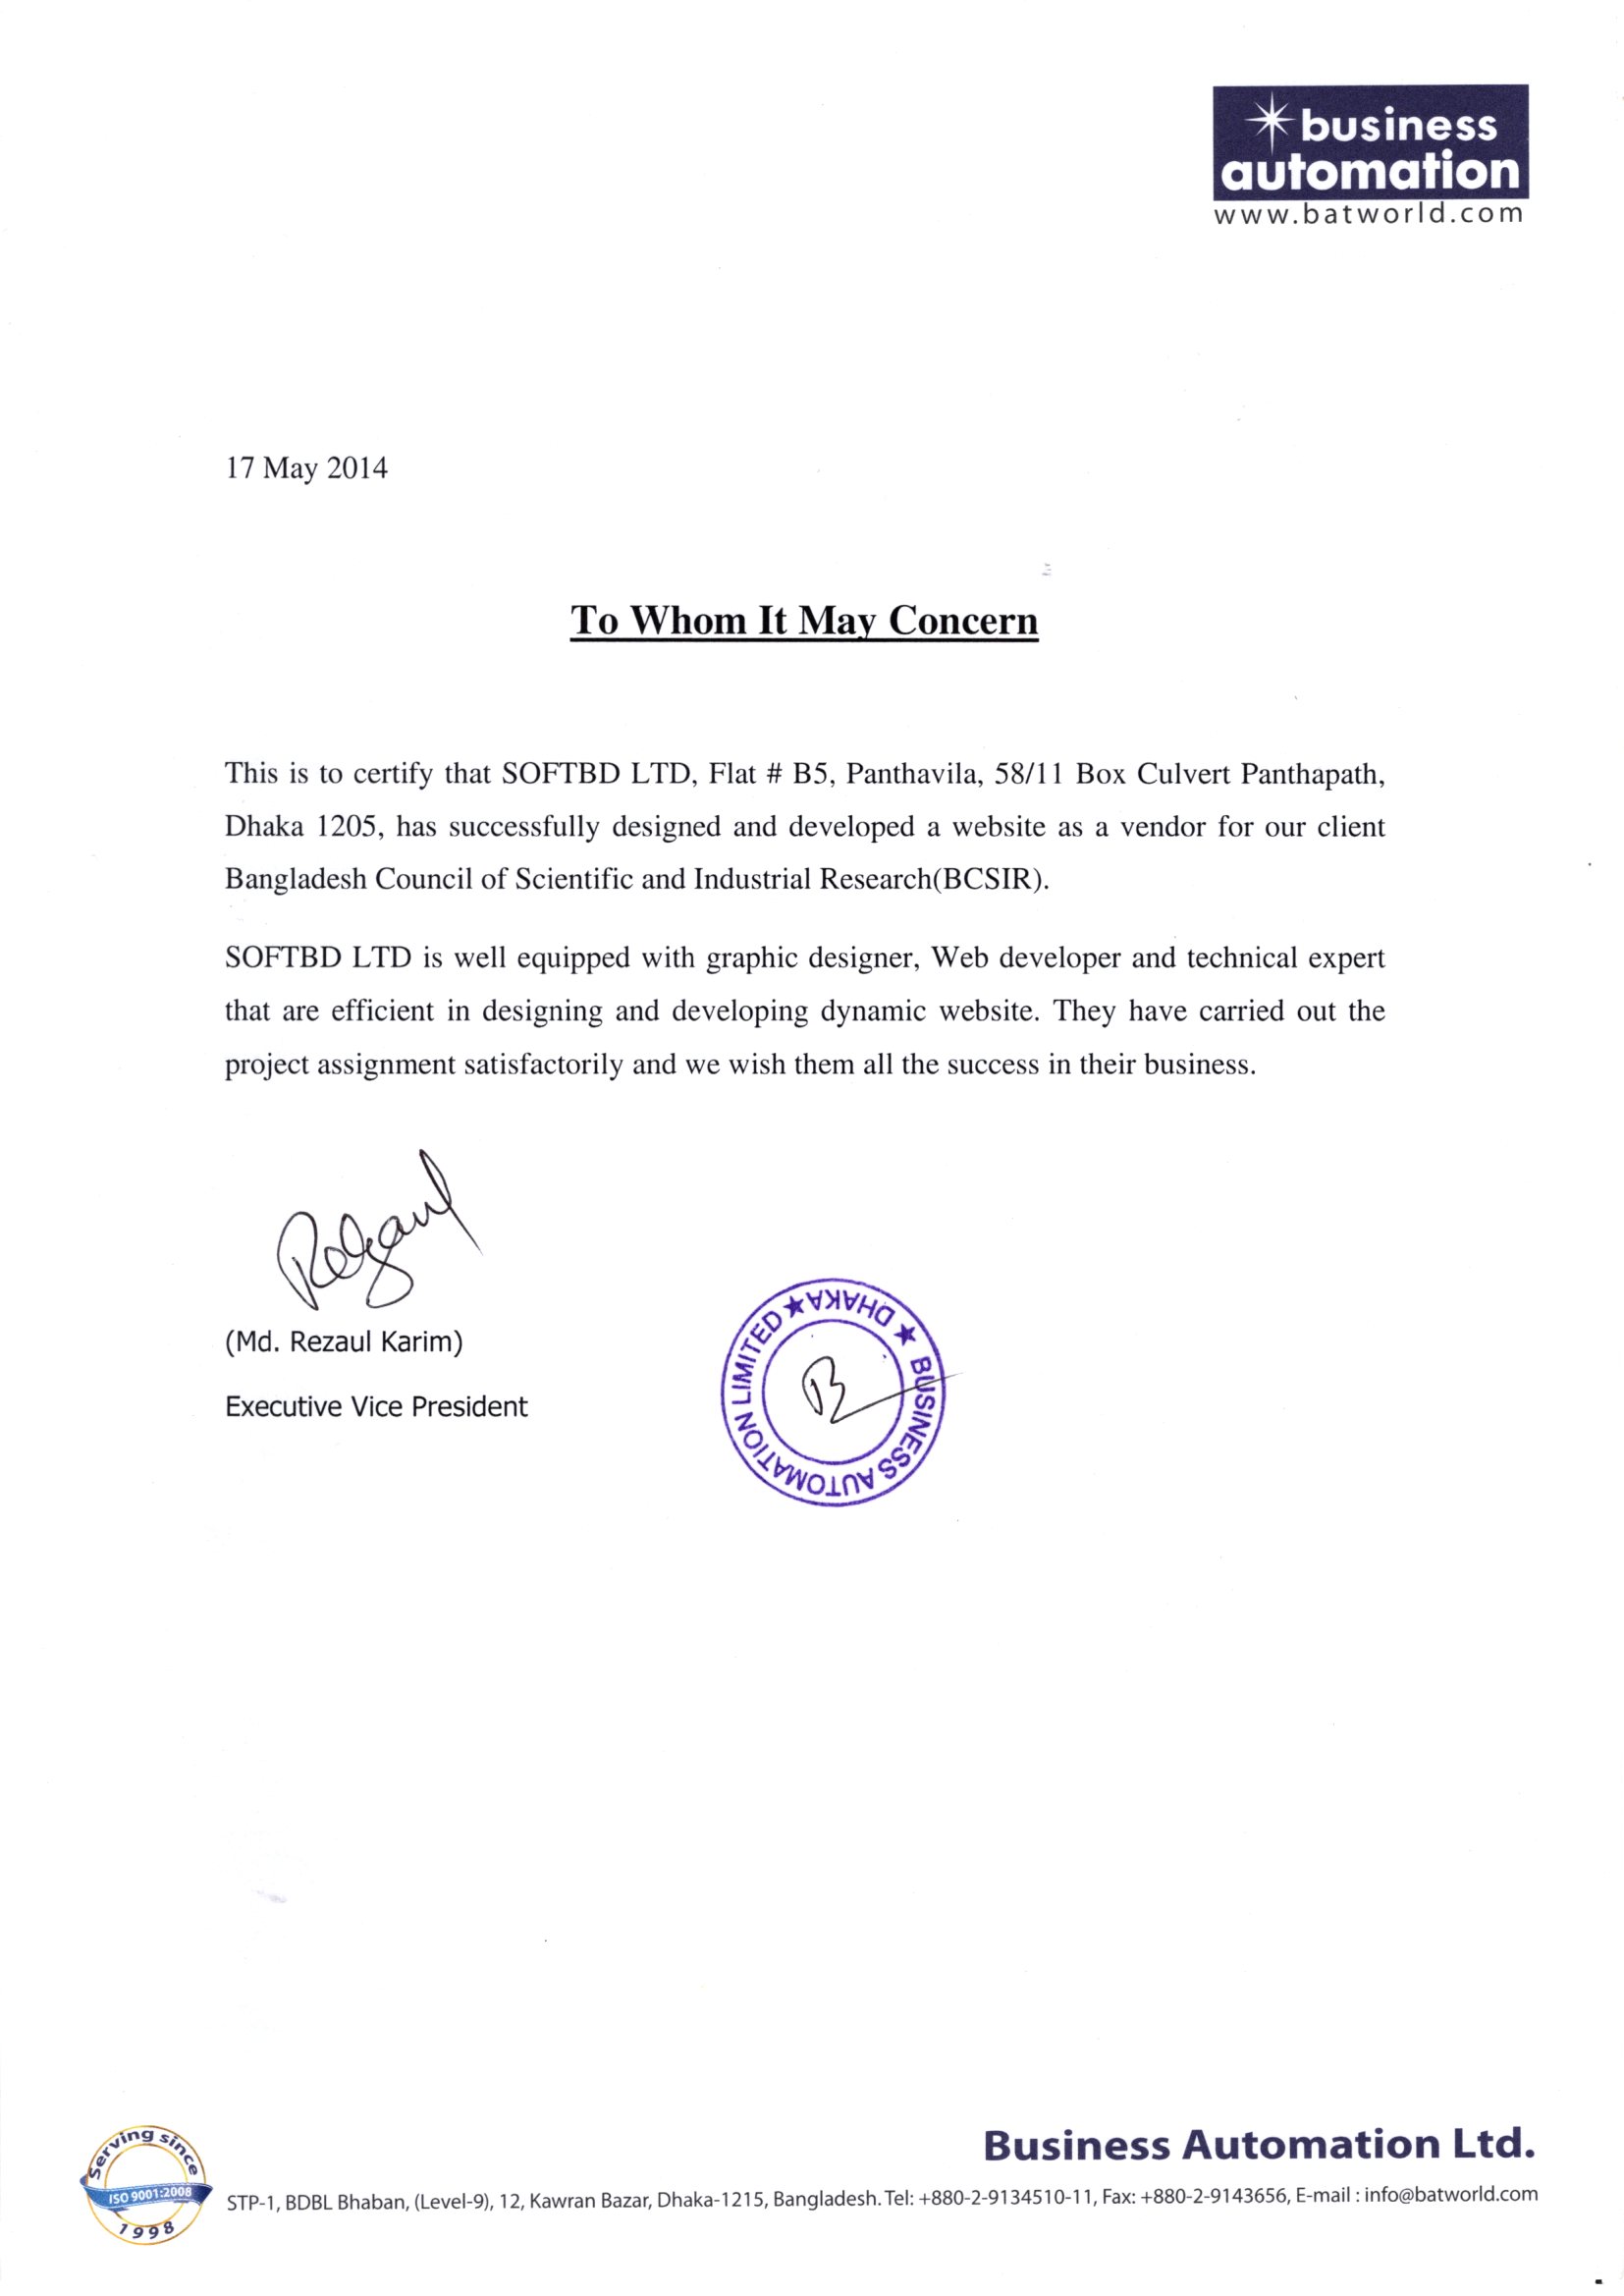 business
automation
www.batworld.com
17 May 2014
To Whom It May Concern
This is to certify that SOFTBD LTD, Flat # B5, Panthavila, 58/11 Box Culvert Panthapath,
Dhaka 1205, has successfully designed and developed a website as a vendor for our client
Bangladesh Council of Scientific and Industrial Research(BCSIR).
SOFTBD LTD is well equipped with graphic designer, Web developer and technical expert
that are efficient in designing and developing dynamic website. They have carried out the
project assignment satisfactorily and we wish them all the success in their business.
Rezaul
(Md. Rezaul Karim)
Executive Vice President
BUSINESS AUTOMATION LIMITED ★ DHAKA ★
Business Automation Ltd.
Serving since
ISO 9001:2008
1998
STP-1, BDBL Bhaban, (Level-9), 12, Kawran Bazar, Dhaka-1215, Bangladesh. Tel: +880-2-9134510-11, Fax: +880-2-9143656, E-mail : info@batworld.com